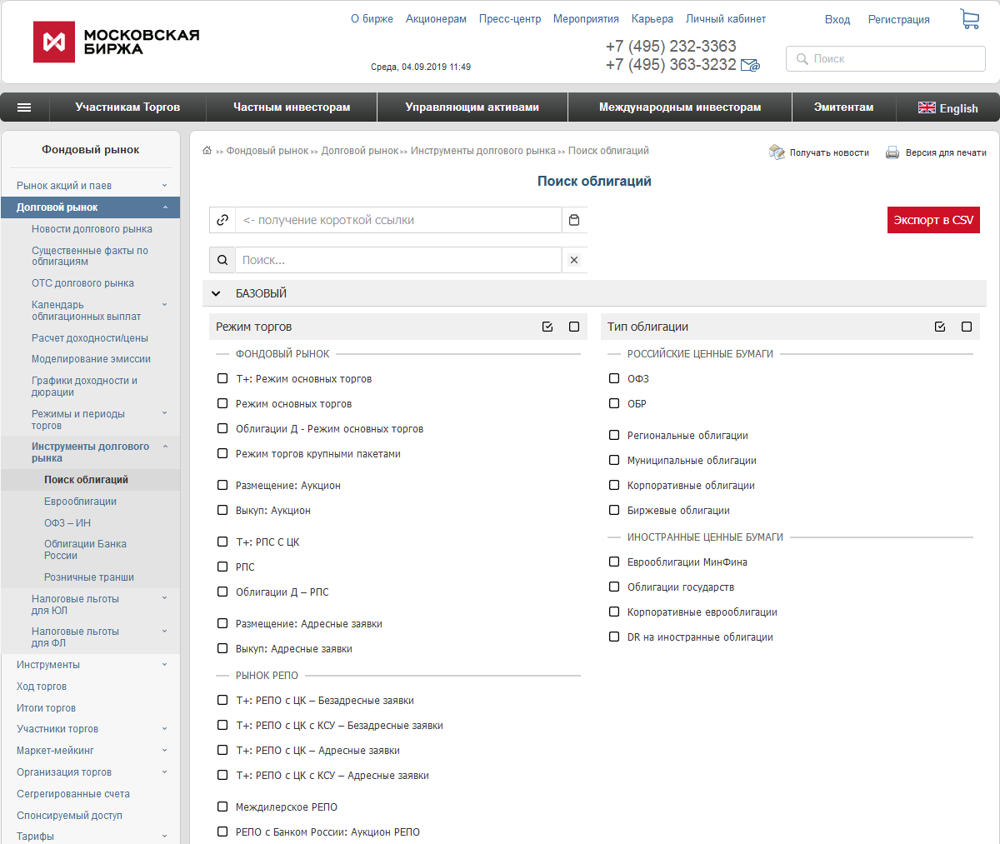 О бирже Акционерам Пресс-центр Мероприятия Карьера Личный кабинет
Вход Регистрация
МОСКОВСКАЯ
БИРЖА
Среда, 04.09.2019 11:49
+7 (495) 232-3363
+7 (495) 363-3232
Поиск
Участникам Торгов Частным инвесторам Управляющим активами Международным инвесторам Эмитентам English
Фондовый рынок
Рынок акций и паев
Долговой рынок
Новости долгового рынка
Существенные факты по
облигациям
ОТС долгового рынка
Календарь
облигационных выплат
Расчет доходности/цены
Моделирование эмиссии
Графики доходности и
дюрации
Режимы и периоды
торгов
Инструменты долгового
рынка
Поиск облигаций
Еврооблигации
ОФЗ – ИН
Облигации Банка
России
Розничные транши
Налоговые льготы
для ЮЛ
Налоговые льготы
для ФЛ
Инструменты
Ход торгов
Итоги торгов
Участники торгов
Маркет-мейкинг
Организация торгов
Сегрегированные счета
Спонсируемый доступ
Тарифы
>> Фондовый рынок >> Долговой рынок >> Инструменты долгового рынка >> Поиск облигаций
Получать новости Версия для печати
Поиск облигаций
<- получение короткой ссылки
Экспорт в CSV
Поиск...
БАЗОВЫЙ
Режим торгов
ФОНДОВЫЙ РЫНОК
Т+: Режим основных торгов
Режим основных торгов
Облигации Д - Режим основных торгов
Режим торгов крупными пакетами
Размещение: Аукцион
Выкуп: Аукцион
Т+: РПС С ЦК
РПС
Облигации Д – РПС
Размещение: Адресные заявки
Выкуп: Адресные заявки
РЫНОК РЕПО
Т+: РЕПО с ЦК – Безадресные заявки
Т+: РЕПО с ЦК с КСУ – Безадресные заявки
Т+: РЕПО с ЦК – Адресные заявки
Т+: РЕПО с ЦК с КСУ – Адресные заявки
Междилерское РЕПО
РЕПО с Банком России: Аукцион РЕПО
Тип облигации
РОССИЙСКИЕ ЦЕННЫЕ БУМАГИ
ОФЗ
ОБР
Региональные облигации
Муниципальные облигации
Корпоративные облигации
Биржевые облигации
ИНОСТРАННЫЕ ЦЕННЫЕ БУМАГИ
Еврооблигации МинФина
Облигации государств
Корпоративные еврооблигации
DR на иностранные облигации